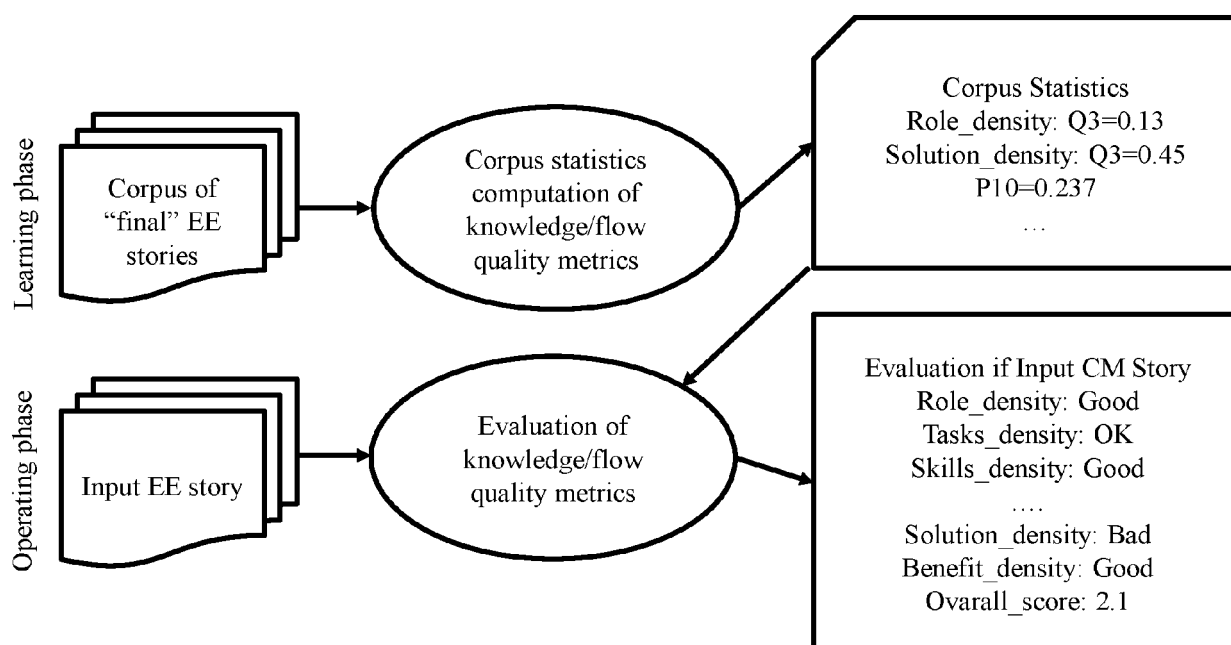 Learning phase
Corpus of
“final” EE
stories
Corpus statistics
computation of
knowledge/flow
quality metrics
Corpus Statistics
Role_density: Q3=0.13
Solution_density: Q3=0.45
P10=0.237
…
Operating phase
Input EE story
Evaluation of
knowledge/flow
quality metrics
Evaluation if Input CM Story
Role_density: Good
Tasks_density: OK
Skills_density: Good
….
Solution_density: Bad
Benefit_density: Good
Ovarall_score: 2.1